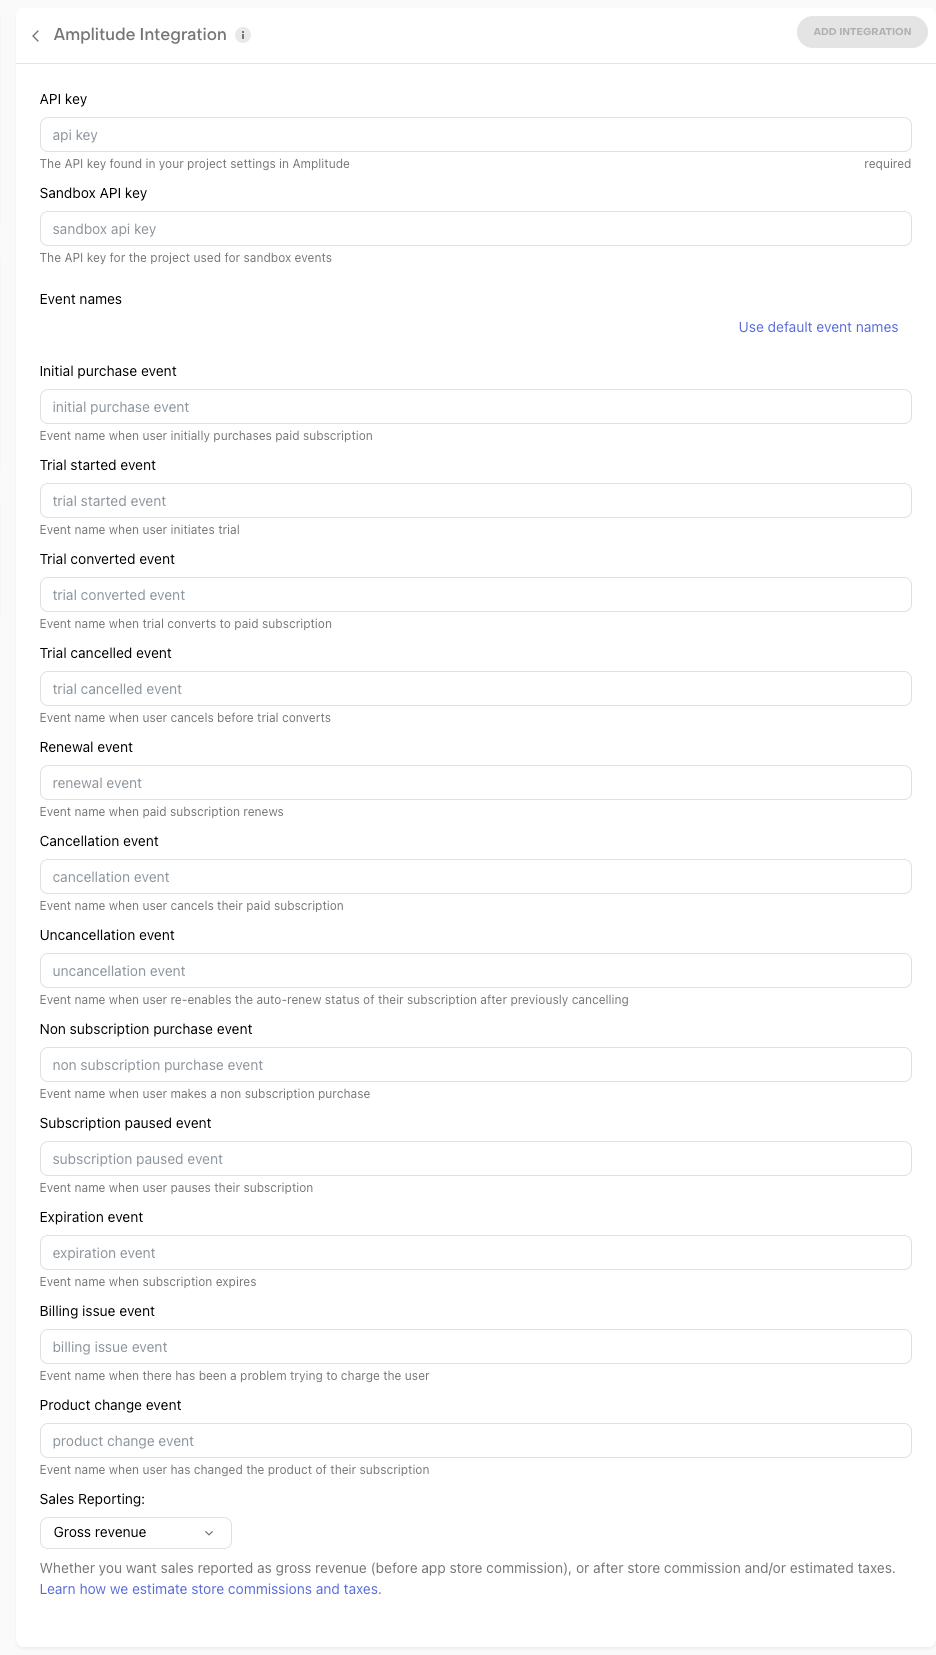 Amplitude Integration i
ADD INTEGRATION
API key
api key
The API key found in your project settings in Amplitude required
Sandbox API key
sandbox api key
The API key for the project used for sandbox events
Event names
Use default event names
Initial purchase event
initial purchase event
Event name when user initially purchases paid subscription
Trial started event
trial started event
Event name when user initiates trial
Trial converted event
trial converted event
Event name when trial converts to paid subscription
Trial cancelled event
trial cancelled event
Event name when user cancels before trial converts
Renewal event
renewal event
Event name when paid subscription renews
Cancellation event
cancellation event
Event name when user cancels their paid subscription
Uncancellation event
uncancellation event
Event name when user re-enables the auto-renew status of their subscription after previously cancelling
Non subscription purchase event
non subscription purchase event
Event name when user makes a non subscription purchase
Subscription paused event
subscription paused event
Event name when user pauses their subscription
Expiration event
expiration event
Event name when subscription expires
Billing issue event
billing issue event
Event name when there has been a problem trying to charge the user
Product change event
product change event
Event name when user has changed the product of their subscription
Sales Reporting:
Gross revenue
Whether you want sales reported as gross revenue (before app store commission), or after store commission and/or estimated taxes.
Learn how we estimate store commissions and taxes.